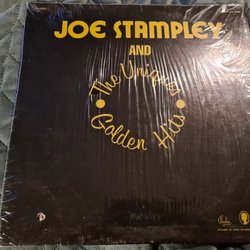 JOE STAMPLEY
AND
The Uniques
Golden Hits